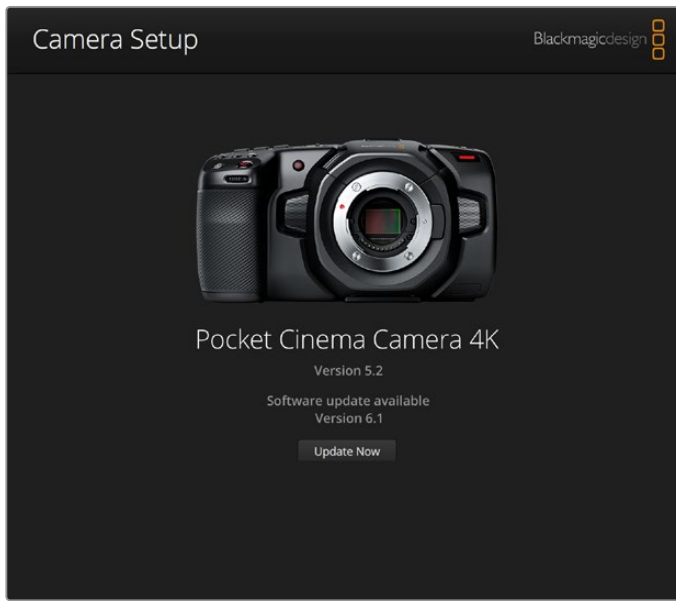 Camera Setup
Blackmagicdesign
Pocket Cinema Camera 4K
Version 5.2
Software update available
Version 6.1
Update Now